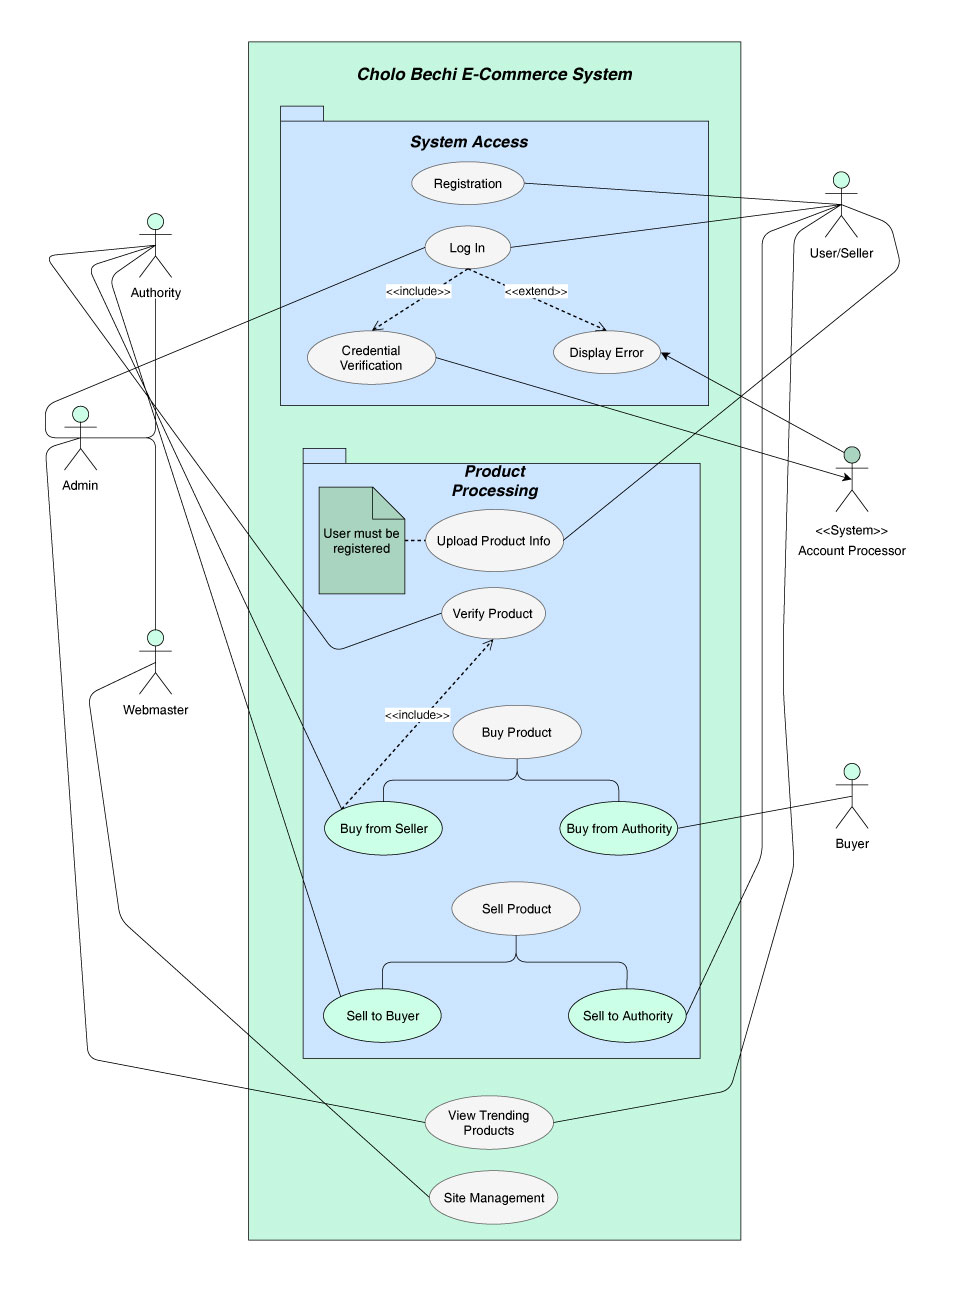 Cholo Bechi E-Commerce System
System Access
Registration
Log In
<<include>>
<<extend>>
Credential
Verification
Display Error
User/Seller
Authority
Admin
Product
Processing
User must be
registered
Upload Product Info
<<System>>
Account Processor
Verify Product
Webmaster
<<include>>
Buy Product
Buy from Seller
Buy from Authority
Buyer
Sell Product
Sell to Buyer
Sell to Authority
View Trending
Products
Site Management